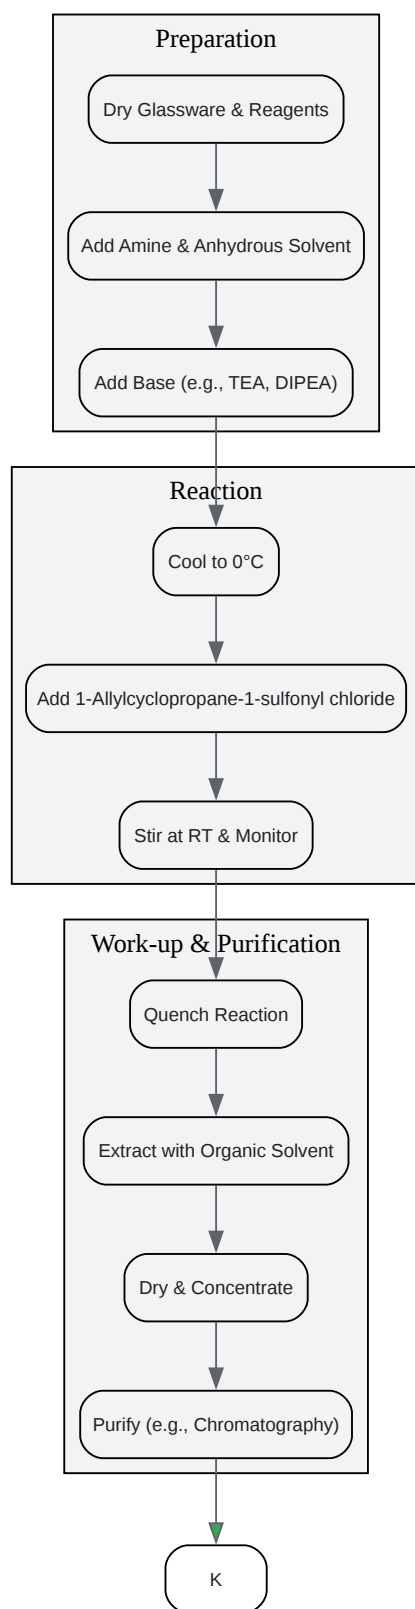 Preparation
Dry Glassware & Reagents
Add Amine & Anhydrous Solvent
Add Base (e.g., TEA, DIPEA)
Reaction
Cool to 0°C
Add 1-Allylcyclopropane-1-sulfonyl chloride
Stir at RT & Monitor
Work-up & Purification
Quench Reaction
Extract with Organic Solvent
Dry & Concentrate
Purify (e.g., Chromatography)
K